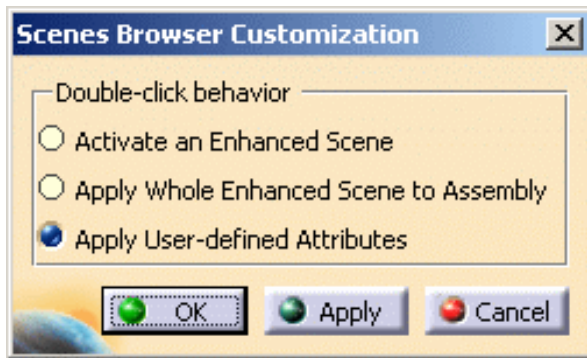 Scenes Browser Customization
Double-click behavior
Activate an Enhanced Scene
Apply Whole Enhanced Scene to Assembly
Apply User-defined Attributes
OK Apply Cancel